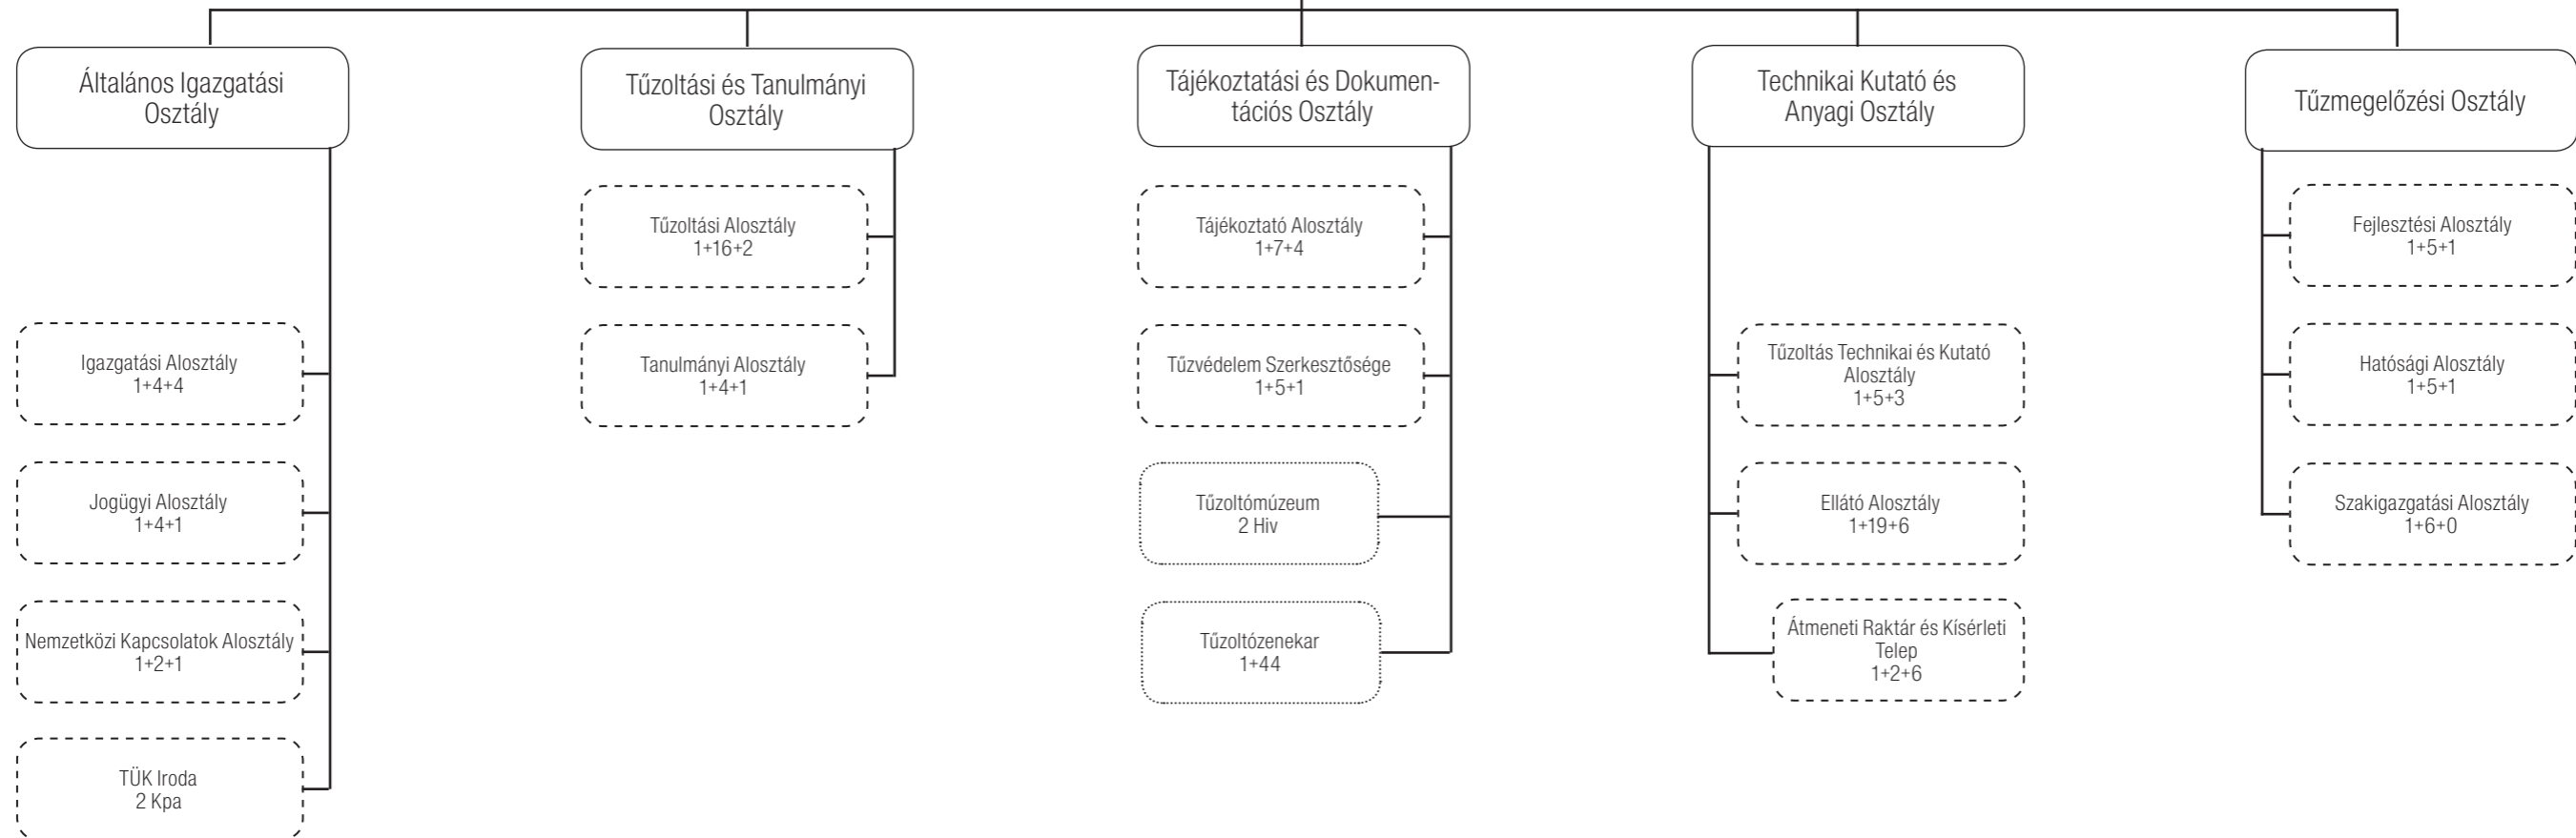 Általános Igazgatási
Osztály
Igazgatási Alosztály
1+4+4
Jogügyi Alosztály
1+4+1
Nemzetközi Kapcsolatok Alosztály
1+2+1
TÜK Iroda
2 Kpa
Tűzoltási és Tanulmányi
Osztály
Tűzoltási Alosztály
1+16+2
Tanulmányi Alosztály
1+4+1
Tájékoztatási és Dokumen-
tációs Osztály
Tájékoztató Alosztály
1+7+4
Tűzvédelem Szerkesztősége
1+5+1
Tűzoltómúzeum
2 Hiv
Tűzoltózenekar
1+44
Technikai Kutató és
Anyagi Osztály
Tűzoltás Technikai és Kutató
Alosztály
1+5+3
Ellátó Alosztály
1+19+6
Átmeneti Raktár és Kísérleti
Telep
1+2+6
Tűzmegelőzési Osztály
Fejlesztési Alosztály
1+5+1
Hatósági Alosztály
1+5+1
Szakigazgatási Alosztály
1+6+0